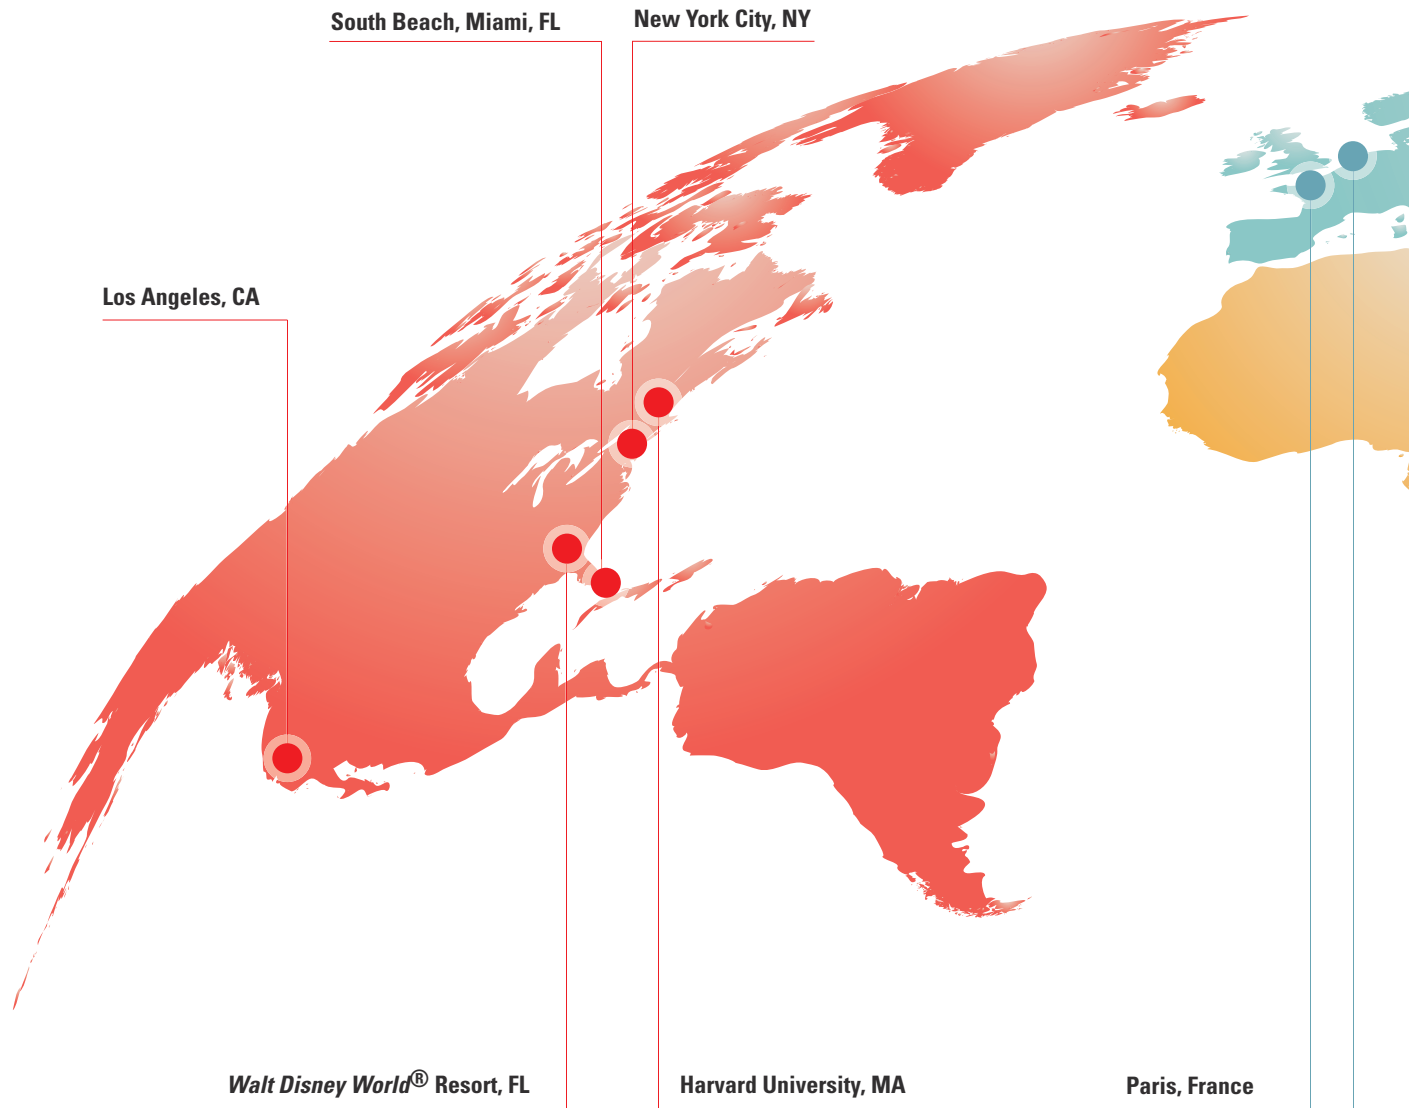 South Beach, Miami, FL
New York City, NY
Los Angeles, CA
Walt Disney World® Resort, FL
Harvard University, MA
Paris, France